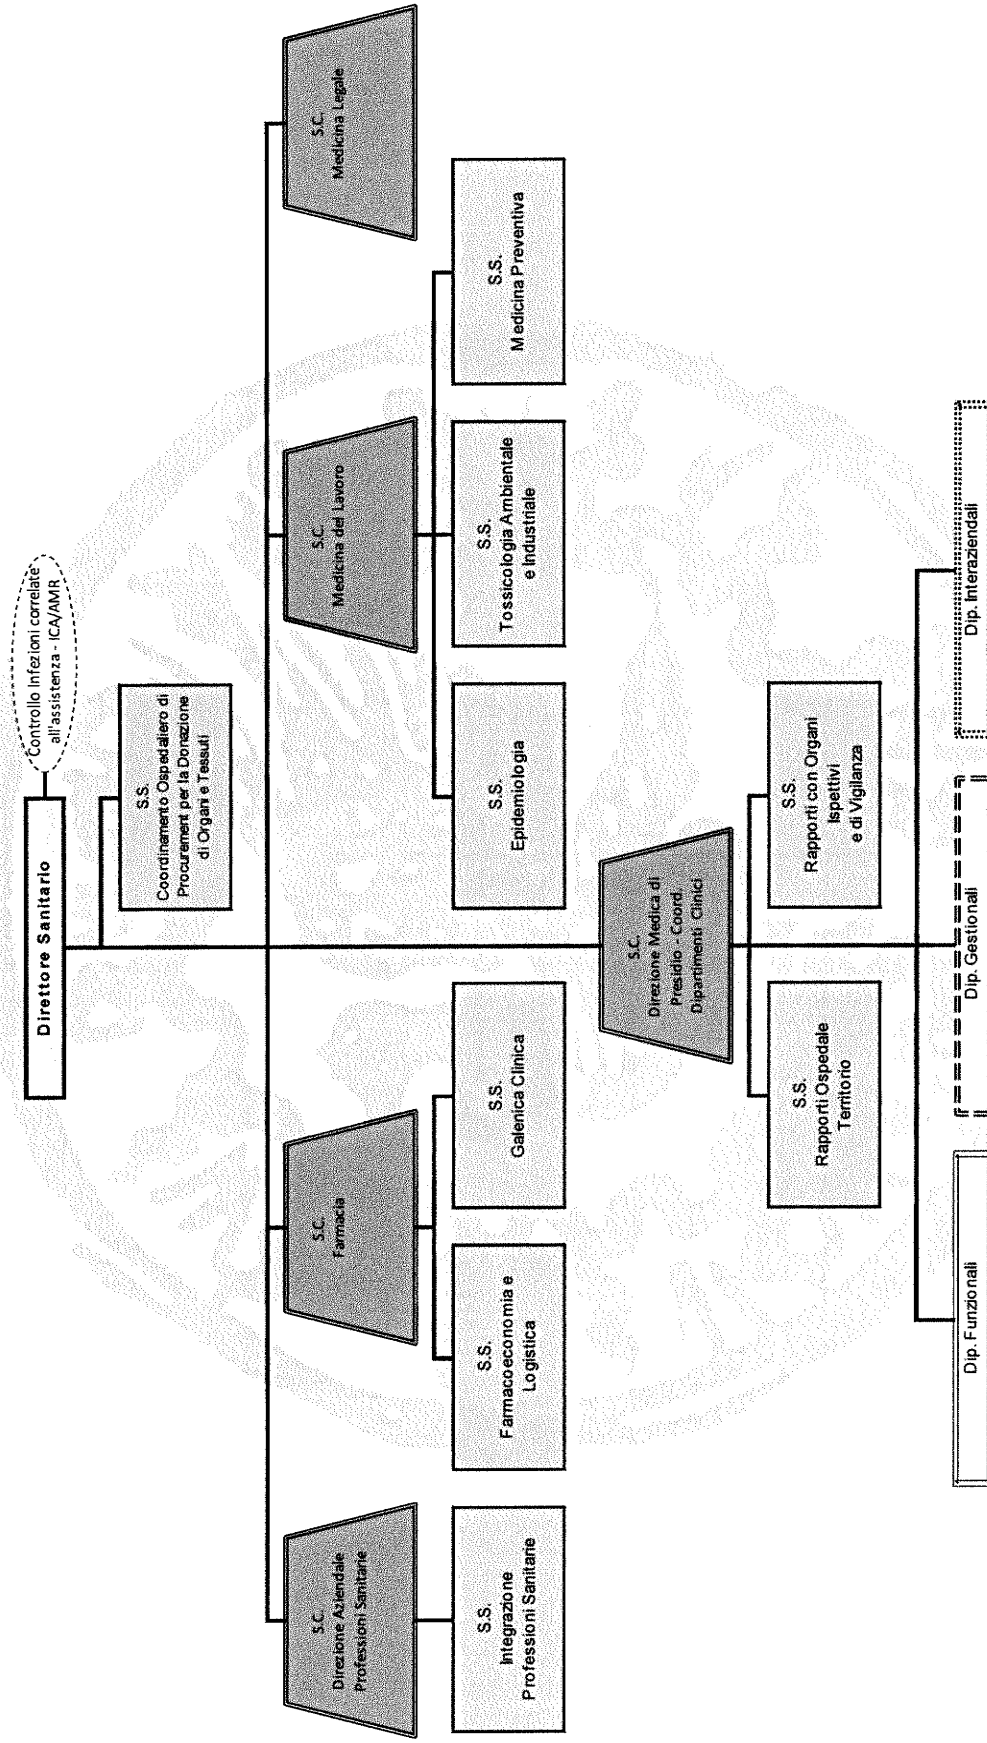 Controllo Infezioni correlate
all'assistenza - ICA/AMR
Direttore Sanitario
S.S.
Coordinamento Ospedaliero di
Procurement per la Donazione
di Organi e Tessuti
S.C.
Direzione Aziendale
Professioni Sanitarie
S.C.
Farmacia
S.C.
Medicina del Lavoro
S.C.
Medicina Legale
S.S.
Integrazione
Professioni Sanitarie
S.S.
Farmacoeconomia e
Logistica
S.S.
Galenica Clinica
S.S.
Epidemiologia
S.S.
Tossicologia Ambientale
e Industriale
S.S.
Medicina Preventiva
S.C.
Direzione Medica di
Presidio - Coord.
Dipartimenti Clinici
S.S.
Rapporti Ospedale
Territorio
S.S.
Rapporti con Organi
Ispettivi
e di Vigilanza
Dip. Funzionali
Dip. Gestionali
Dip. Interaziendali